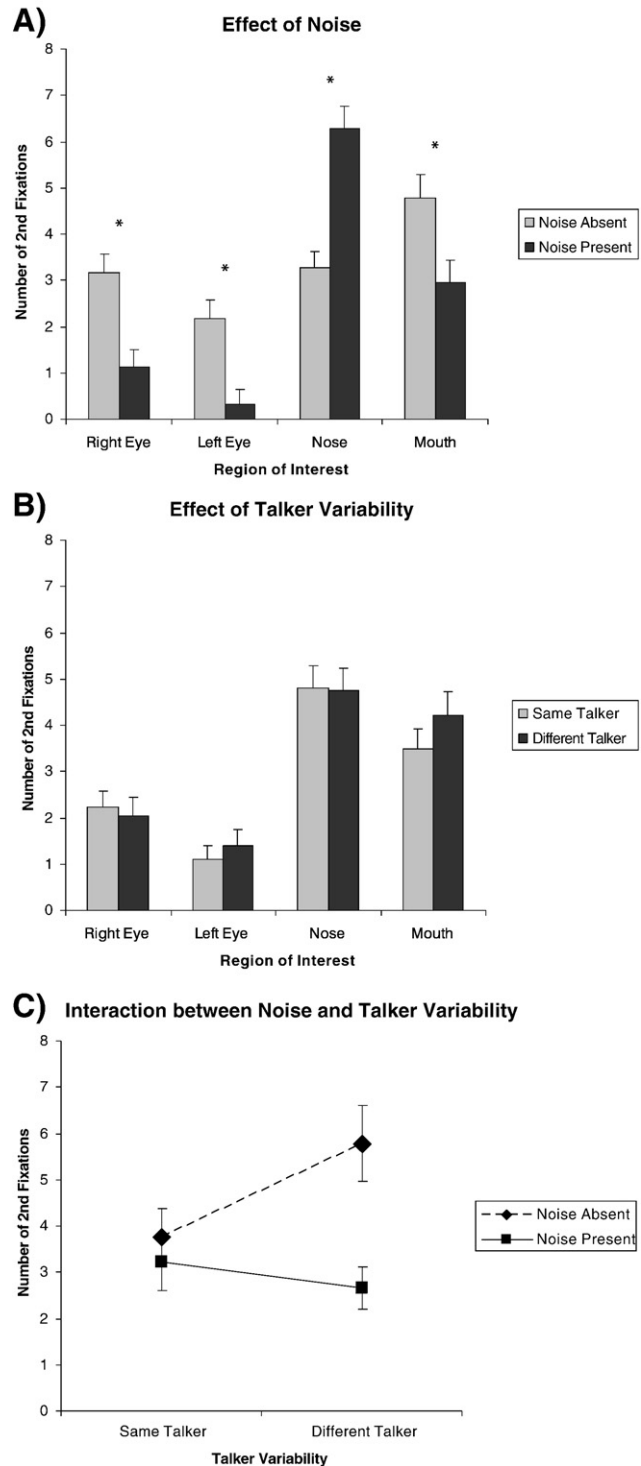 A)
Effect of Noise
Number of 2nd Fixations
8
7
6
5
4
3
2
1
0
*
*
*
*
Right Eye
Left Eye
Nose
Mouth
Region of Interest
Noise Absent
Noise Present
B)
Effect of Talker Variability
Number of 2nd Fixations
8
7
6
5
4
3
2
1
0
Right Eye
Left Eye
Nose
Mouth
Region of Interest
Same Talker
Different Talker
C) Interaction between Noise and Talker Variability
Number of 2nd Fixations
8
7
6
5
4
3
2
1
0
Same Talker
Different Talker
Talker Variability
Noise Absent
Noise Present